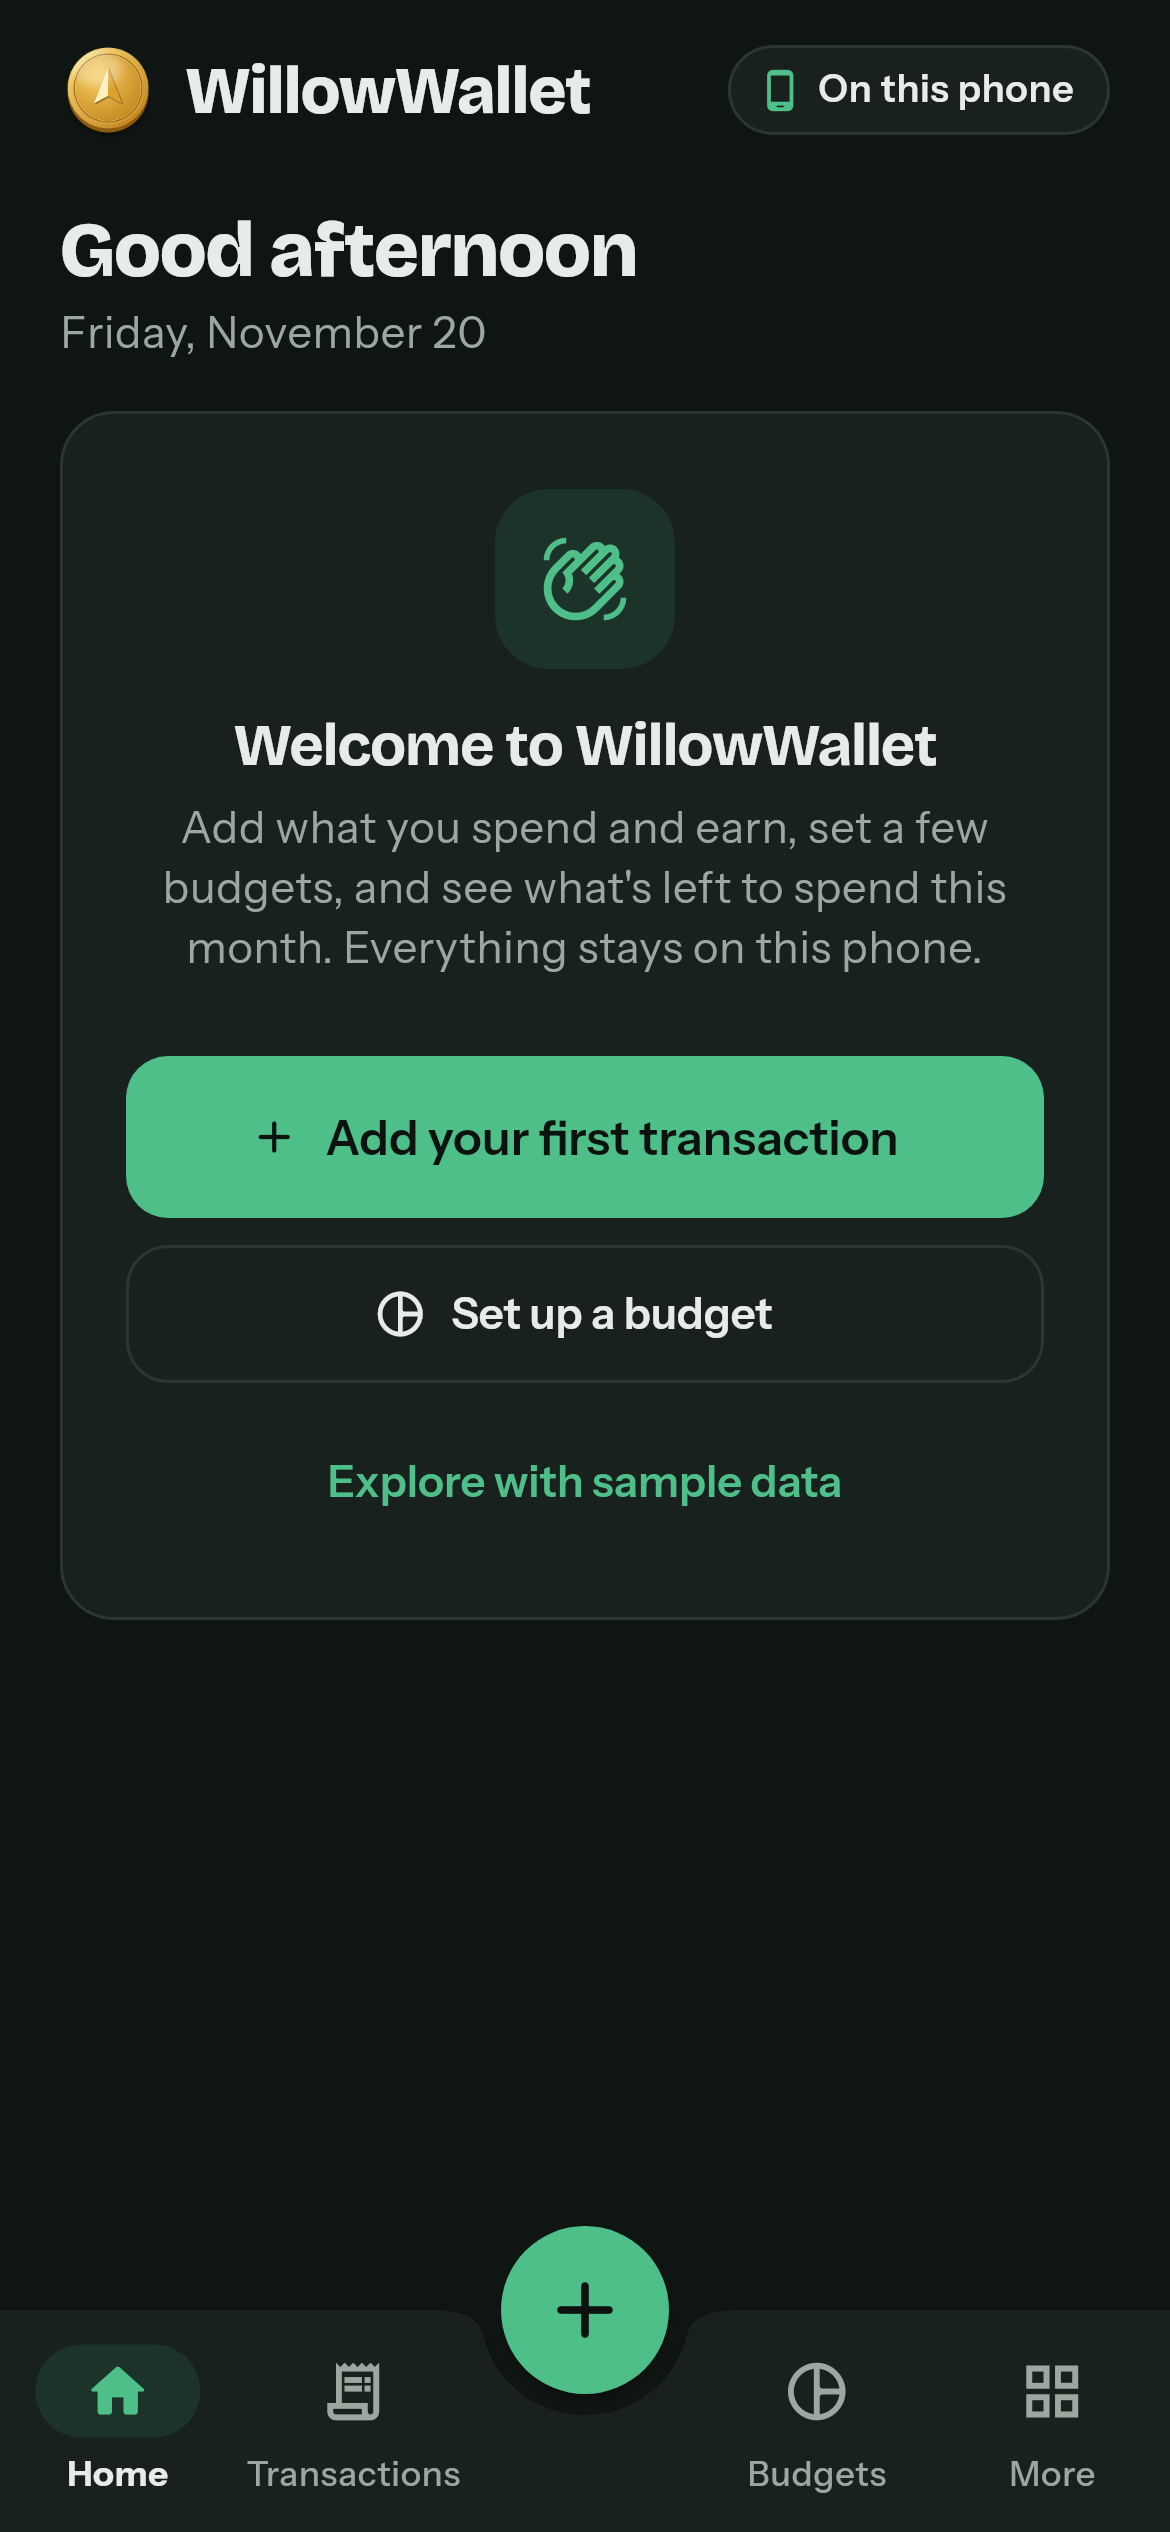 WillowWallet
On this phone
Good afternoon
Friday, November 20
Welcome to WillowWallet
Add what you spend and earn, set a few
budgets, and see what's left to spend this
month. Everything stays on this phone.
Add your first transaction
Set up a budget
Explore with sample data
Home
Transactions
Budgets
More